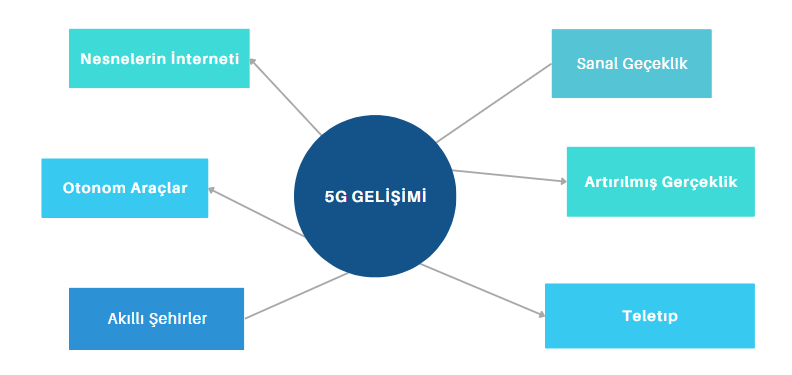 Nesnelerin İnterneti
Sanal Geçeklik
Otonom Araçlar
5G GELİŞİMİ
Artırılmış Gerçeklik
Akıllı Şehirler
Teletıp